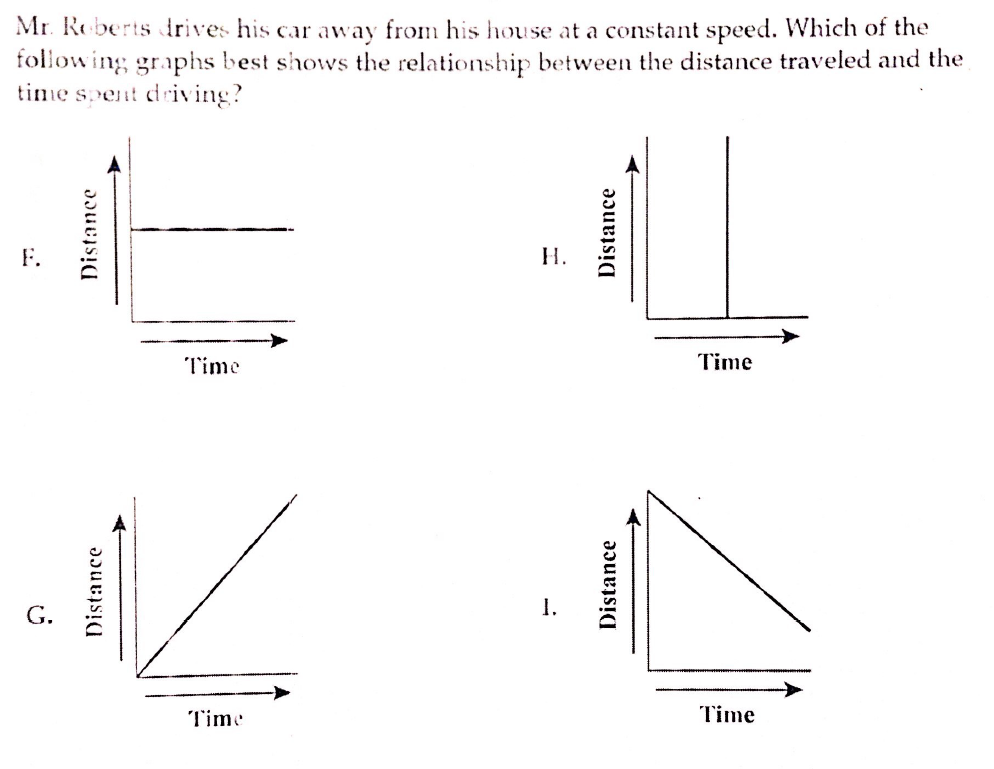 Mr. Roberts drives his car away from his house at a constant speed. Which of the
following graphs best shows the relationship between the distance traveled and the
time spent driving?
F.
Distance
Time
H.
Distance
Time
G.
Distance
Time
I.
Distance
Time